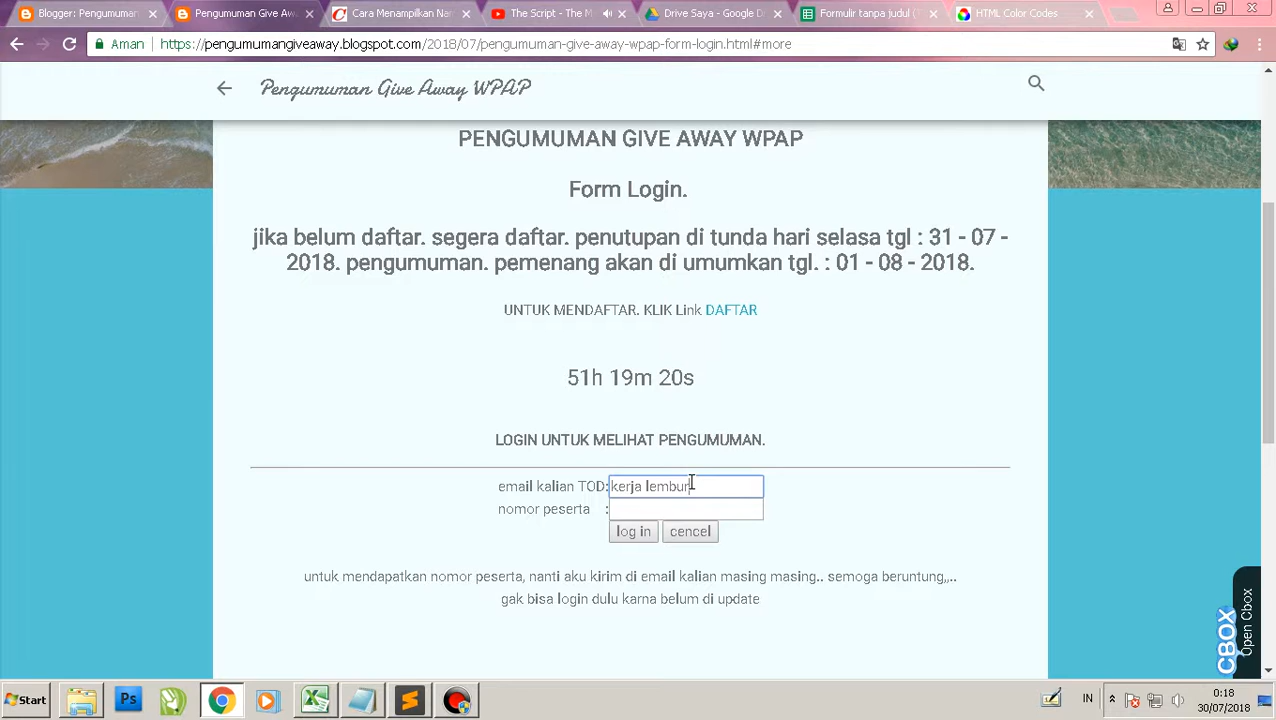 Blogger: Pengumuman
Pengumuman Give Awa
Cara Menampilkan Na
The Script - The M
Drive Saya - Google D
Formulir tanpa judul (
HTML Color Codes
Aman
https://pengumumangiveaway.blogspot.com/2018/07/pengumuman-give-away-wpap-form-login.html#more
Pengumuman Give Away WPAP
PENGUMUMAN GIVE AWAY WPAP
Form Login.
jika belum daftar. segera daftar. penutupan di tunda hari selasa tgl : 31 - 07 -
2018. pengumuman. pemenang akan di umumkan tgl. : 01 - 08 - 2018.
UNTUK MENDAFTAR. KLIK Link DAFTAR
51h 19m 20s
LOGIN UNTUK MELIHAT PENGUMUMAN.
email kalian TOD: kerja lembur
nomor peserta :
log in cencel
untuk mendapatkan nomor peserta, nanti aku kirim di email kalian masing masing.. semoga beruntung,,..
gak bisa login dulu karna belum di update
Open Cbox
CBOX
Start
Ps
IN
0:18
30/07/2018